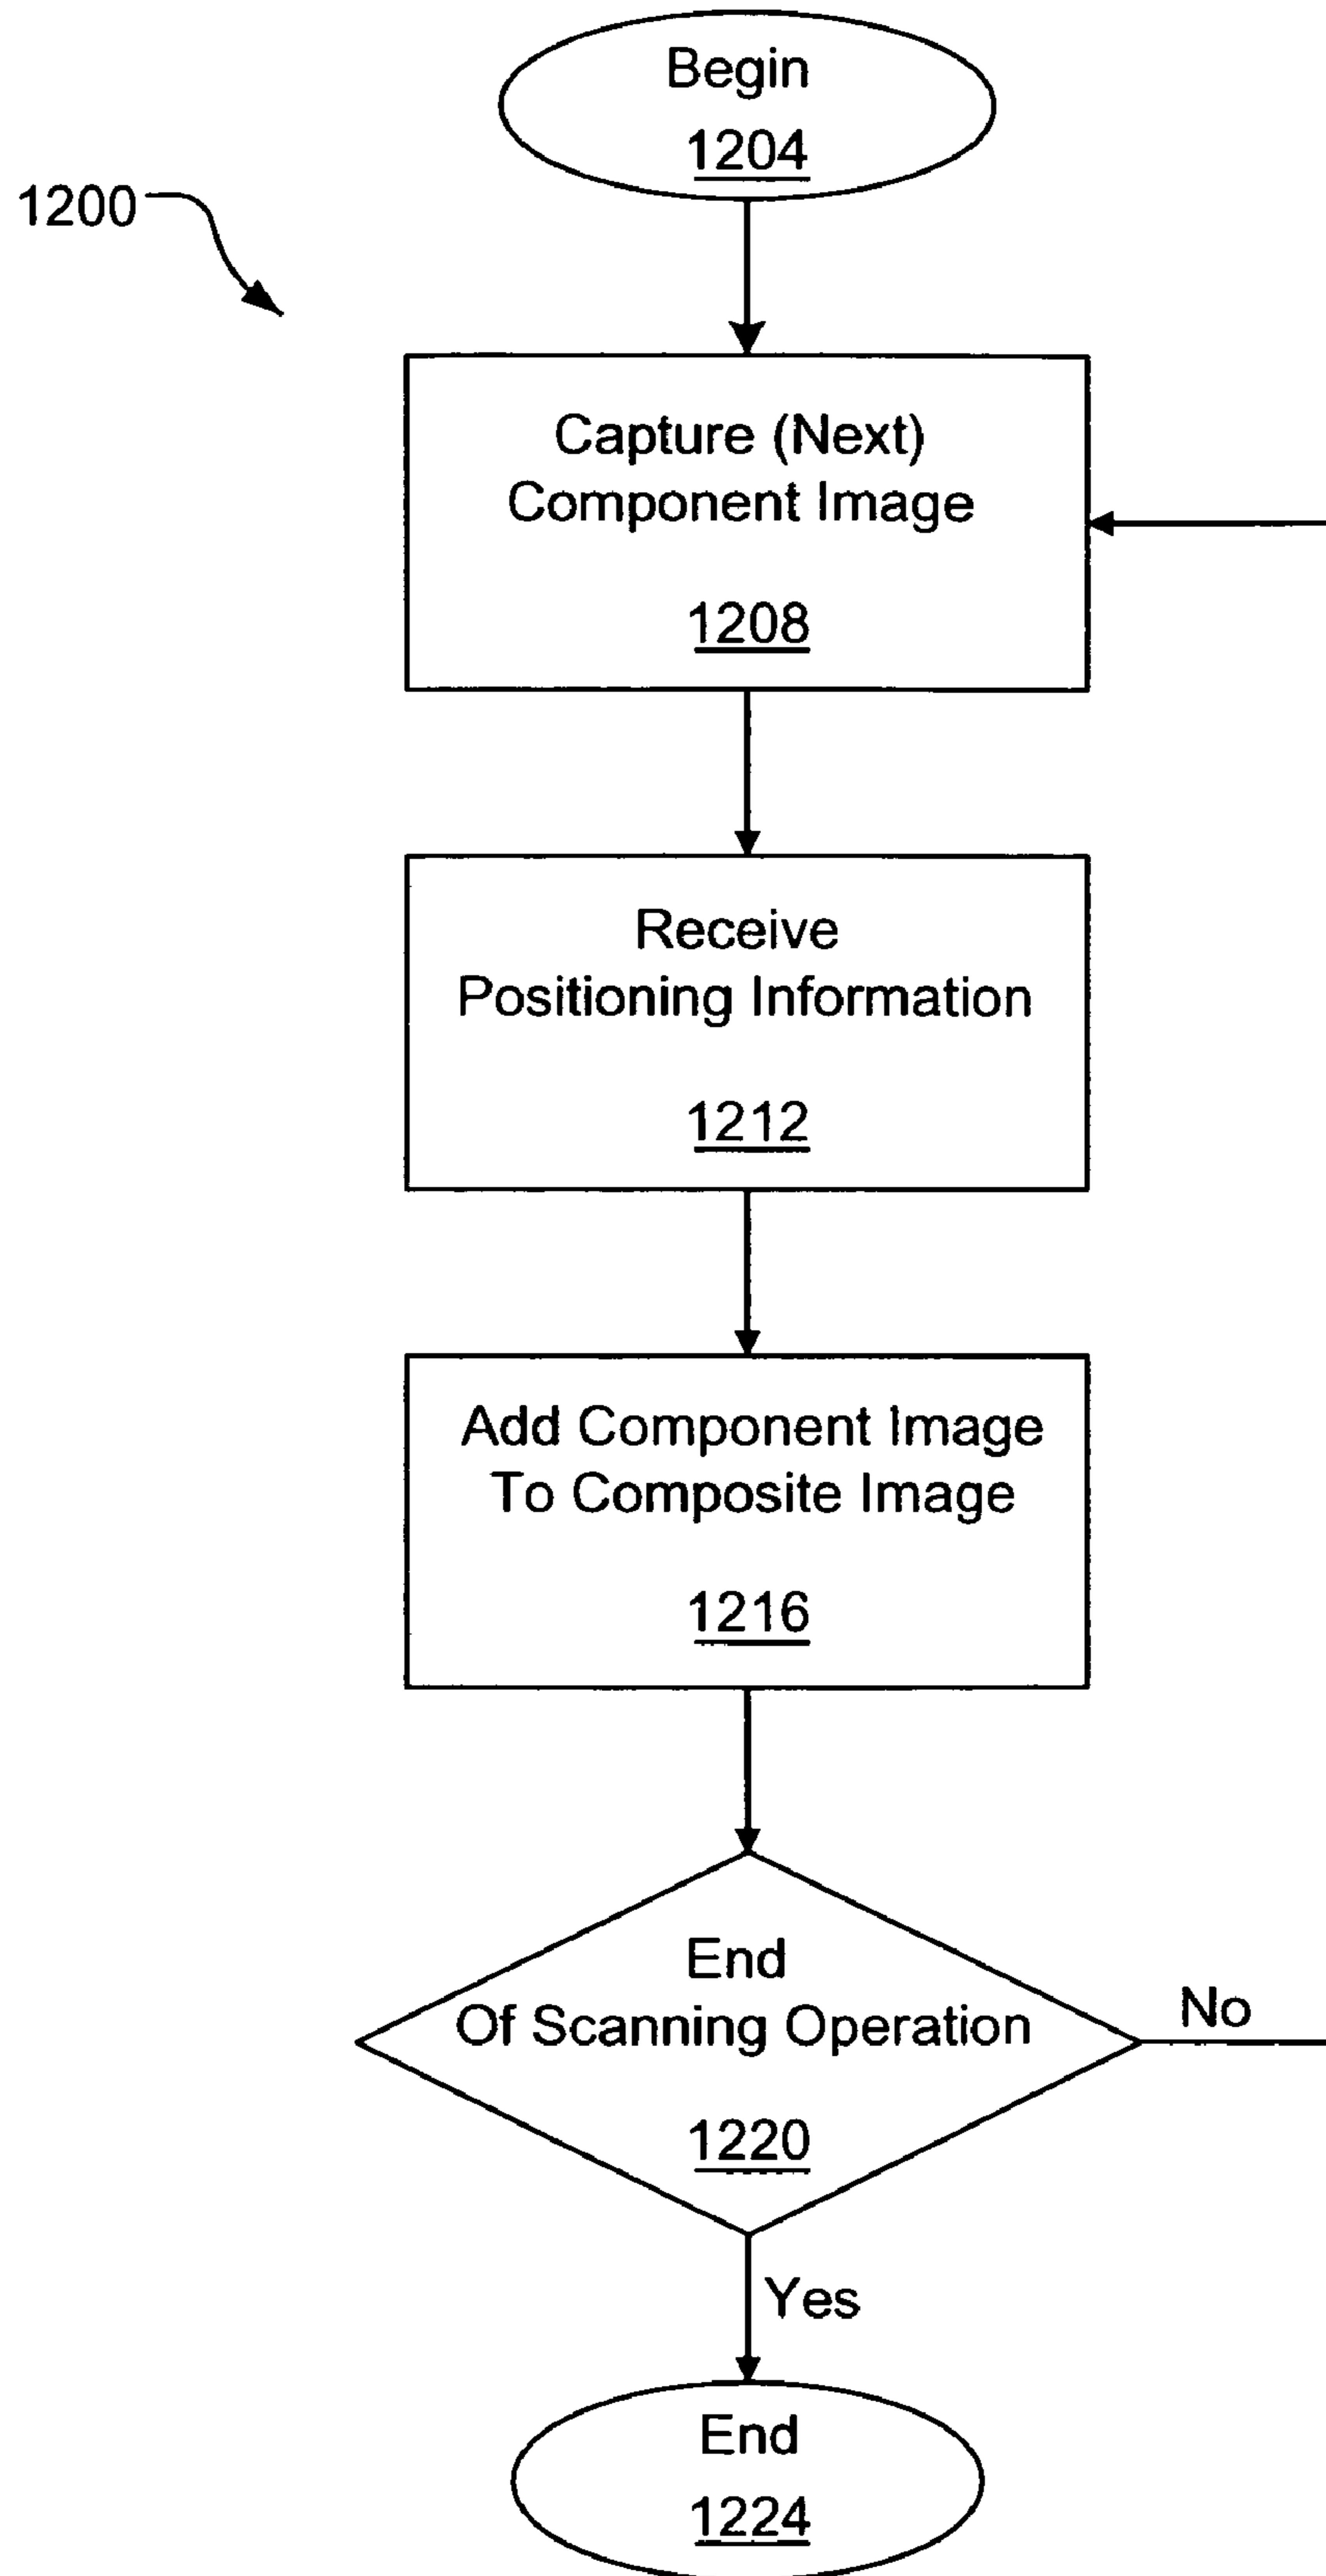 Begin
1204
1200
Capture (Next)
Component Image
1208
Receive
Positioning Information
1212
Add Component Image
To Composite Image
1216
End
Of Scanning Operation
1220
No
Yes
End
1224